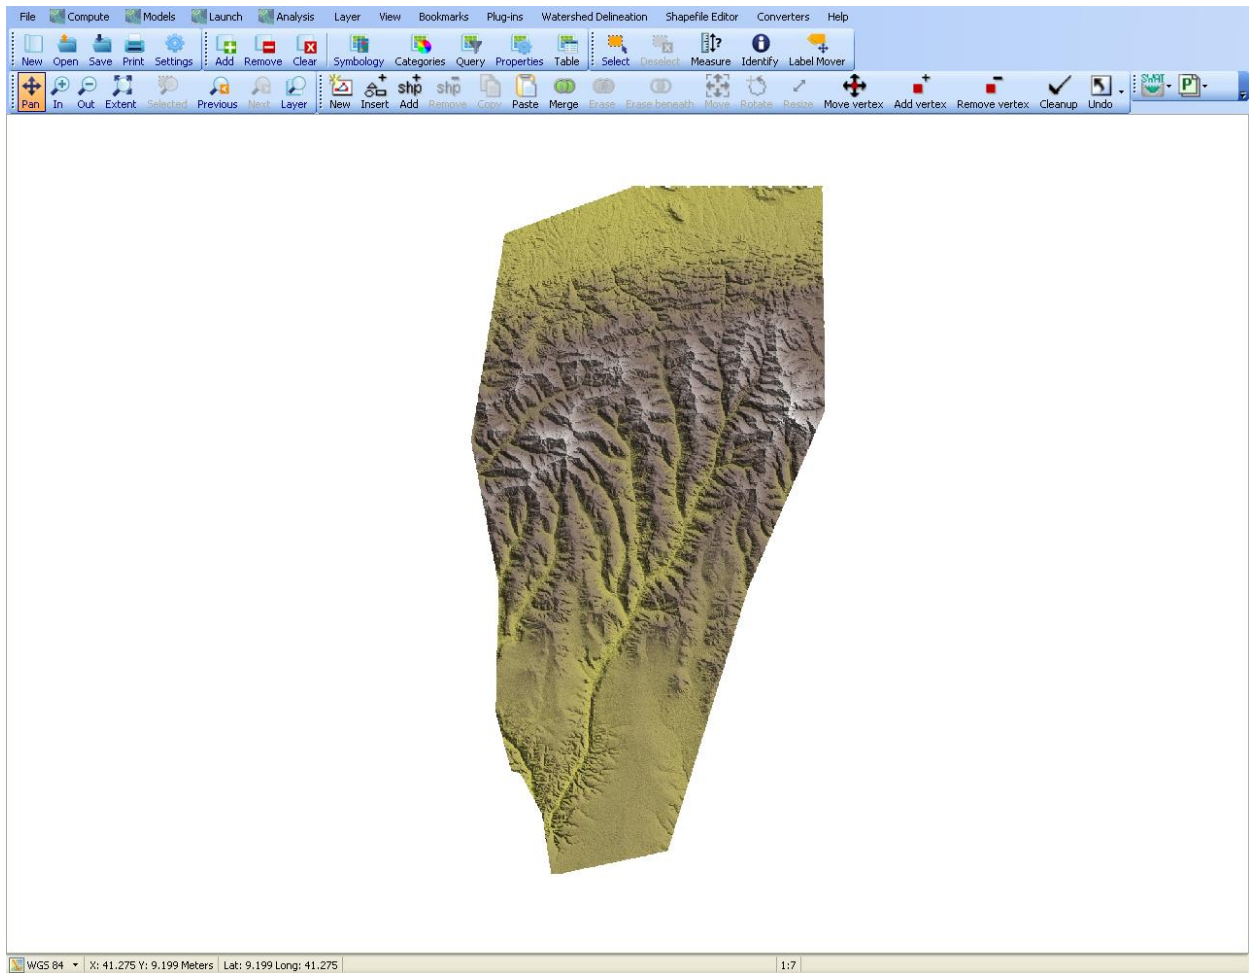 File Compute Models Launch Analysis Layer View Bookmarks Plug-ins Watershed Delineation Shapefile Editor Converters Help
New Open Save Print Settings Add Remove Clear Symbology Categories Query Properties Table Select Deselect Measure Identify Label Mover
shp shp SWAT P
Pan In Out Extent Selected Previous Next Layer New Insert Add Remove Copy Paste Merge Erase Erase beneath Move Rotate Resize Move vertex Add vertex Remove vertex Cleanup Undo
WGS 84 X: 41.275 Y: 9.199 Meters Lat: 9.199 Long: 41.275 1:7